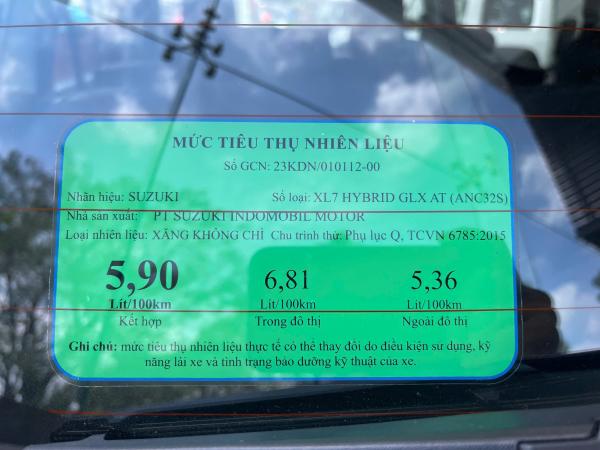 MỨC TIÊU THỤ NHIÊN LIỆU
Số GCN: 23KDN/010112-00
Nhãn hiệu: SUZUKI Số loại: XL7 HYBRID GLX AT (ANC32S)
Nhà sản xuất: PT SUZUKI INDOMOBIL MOTOR
Loại nhiên liệu: XĂNG KHÔNG CHÌ Chu trình thử: Phụ lục Q, TCVN 6785:2015
5,90 6,81 5,36
Lít/100km Lít/100km Lít/100km
Kết hợp Trong đô thị Ngoài đô thị
Ghi chú: mức tiêu thụ nhiên liệu thực tế có thể thay đổi do điều kiện sử dụng, kỹ
năng lái xe và tình trạng bảo dưỡng kỹ thuật của xe.